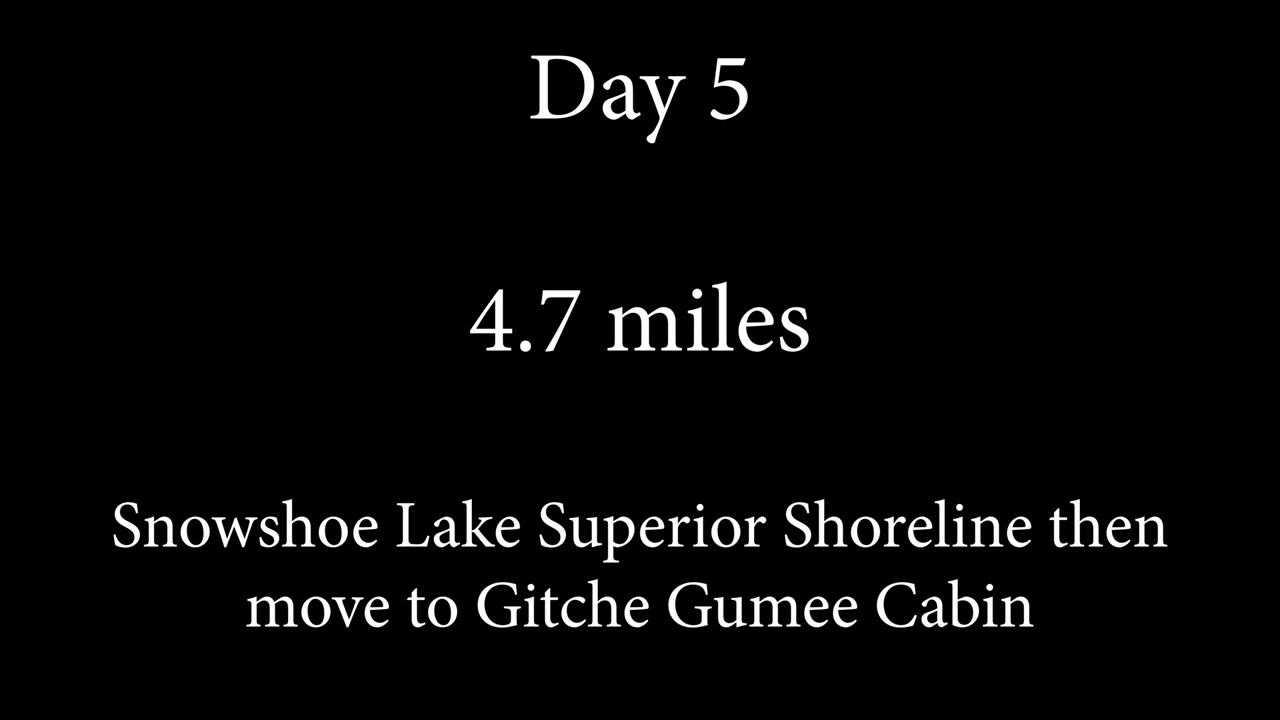 Day 5
4.7 miles
Snowshoe Lake Superior Shoreline then
move to Gitche Gumee Cabin